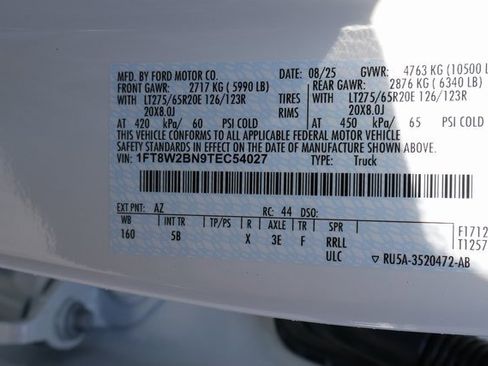 MFD. BY FORD MOTOR CO. DATE: 08/25 GVWR: 4763 KG (10500 L
FRONT GAWR: 2717 KG (5990 LB) REAR GAWR: 2876 KG (6340 LB)
WITH LT275/65R20E 126/123R TIRES WITH LT275/65R20E 126/123R
20X8.0J RIMS 20X8.0J
AT 420 kPa/ 60 PSI COLD AT 450 kPa/ 65 PSI COLD
THIS VEHICLE CONFORMS TO ALL APPLICABLE FEDERAL MOTOR VEHICLE
SAFETY STANDARDS IN EFFECT ON THE DATE OF MANUFACTURE SHOWN ABOVE.
VIN: 1FT8W2BN9TEC54027 TYPE: Truck
EXT PNT: AZ RC: 44 DSO:
WB INT TR TP/PS R AXLE TR SPR
160 5B X 3E F RRLL
ULC
F1712
T1257
▽ RU5A-3520472-AB